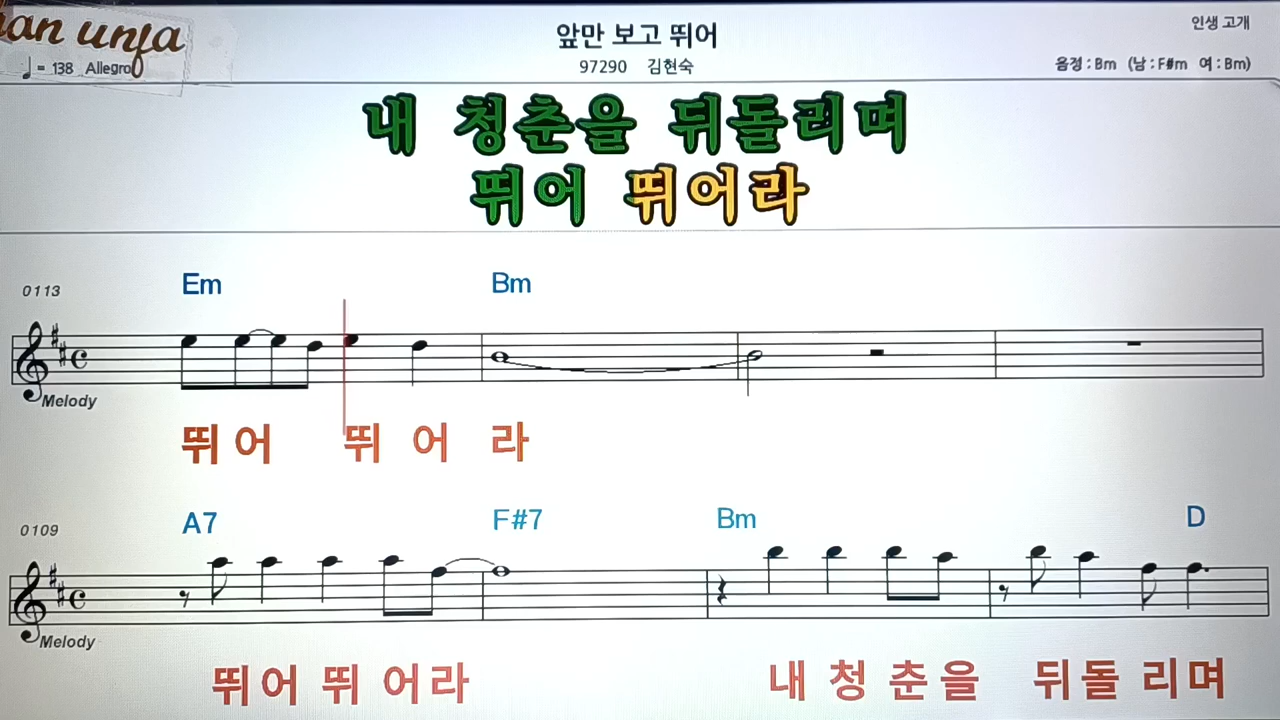 앞만 보고 뛰어
인생 고개
♩= 138 Allegro
97290 김현숙
음정 : Bm (남 : F#m 여 : Bm)
내 청춘을 뒤돌리며
뛰어 뛰어라
0113
Em Bm
Melody
뛰 어 뛰 어 라
0109
A7 F#7 Bm D
Melody
뛰어 뛰 어라 내 청 춘을 뒤돌 리며